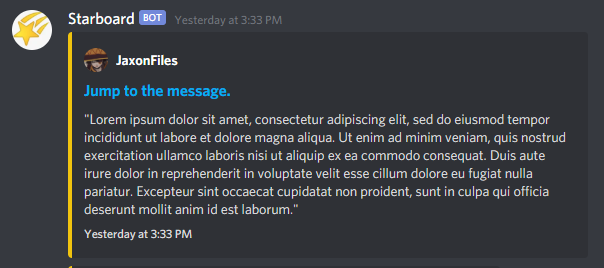 Starboard BOT Yesterday at 3:33 PM
JaxonFiles
Jump to the message.
"Lorem ipsum dolor sit amet, consectetur adipiscing elit, sed do eiusmod tempor
incididunt ut labore et dolore magna aliqua. Ut enim ad minim veniam, quis nostrud
exercitation ullamco laboris nisi ut aliquip ex ea commodo consequat. Duis aute
irure dolor in reprehenderit in voluptate velit esse cillum dolore eu fugiat nulla
pariatur. Excepteur sint occaecat cupidatat non proident, sunt in culpa qui officia
deserunt mollit anim id est laborum."
Yesterday at 3:33 PM